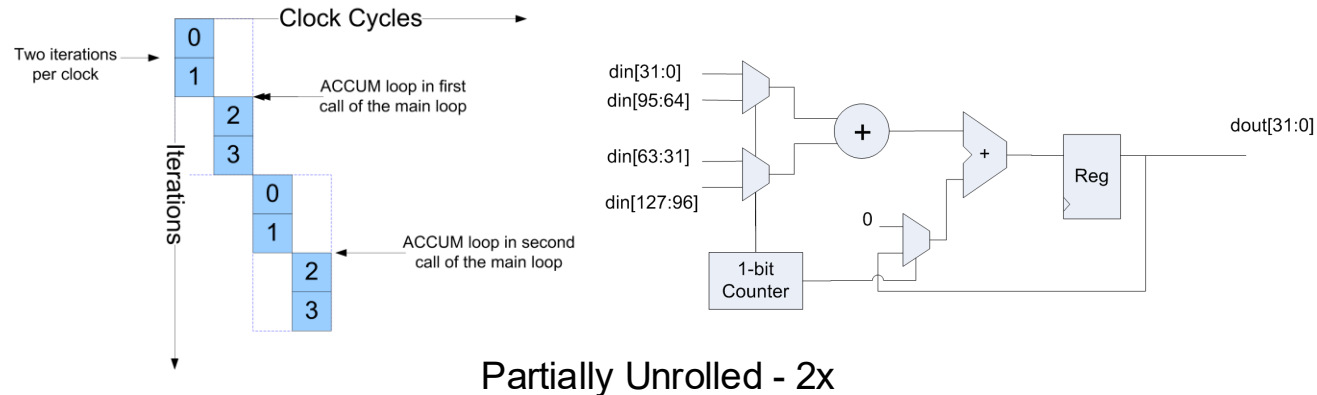 Clock Cycles
Two iterations
per clock
0
1
ACCUM loop in first
call of the main loop
2
3
Iterations
0
1
ACCUM loop in second
call of the main loop
2
3
din[31:0]
din[95:64]
din[63:31]
din[127:96]
+
+
0
1-bit
Counter
Reg
dout[31:0]
Partially Unrolled - 2x